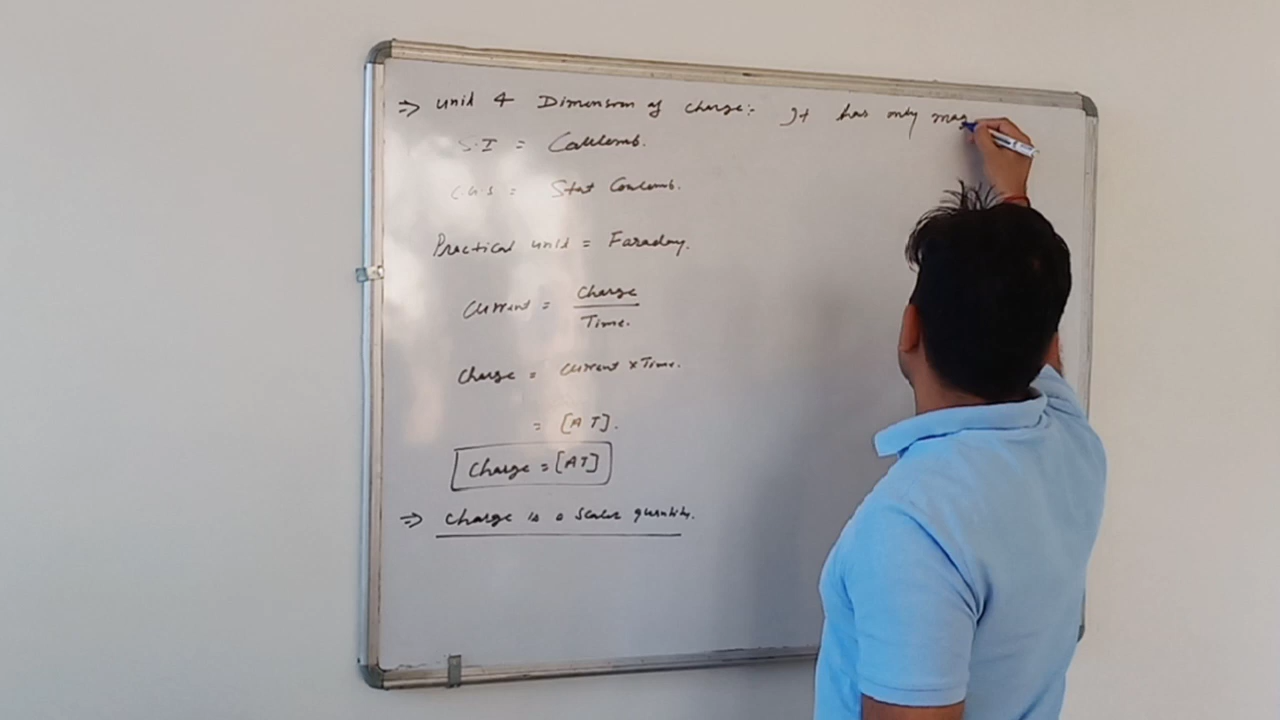 ⇒ Unit & Dimension of charge:- It has only mag
S.I = Coulomb.
C.G.S = Stat Coulomb.
Practical unit = Faraday.
Current = Charge
Time.
Charge = Current × Time.
= [A T].
Charge = [AT]
⇒ Charge is a scalar quantity.